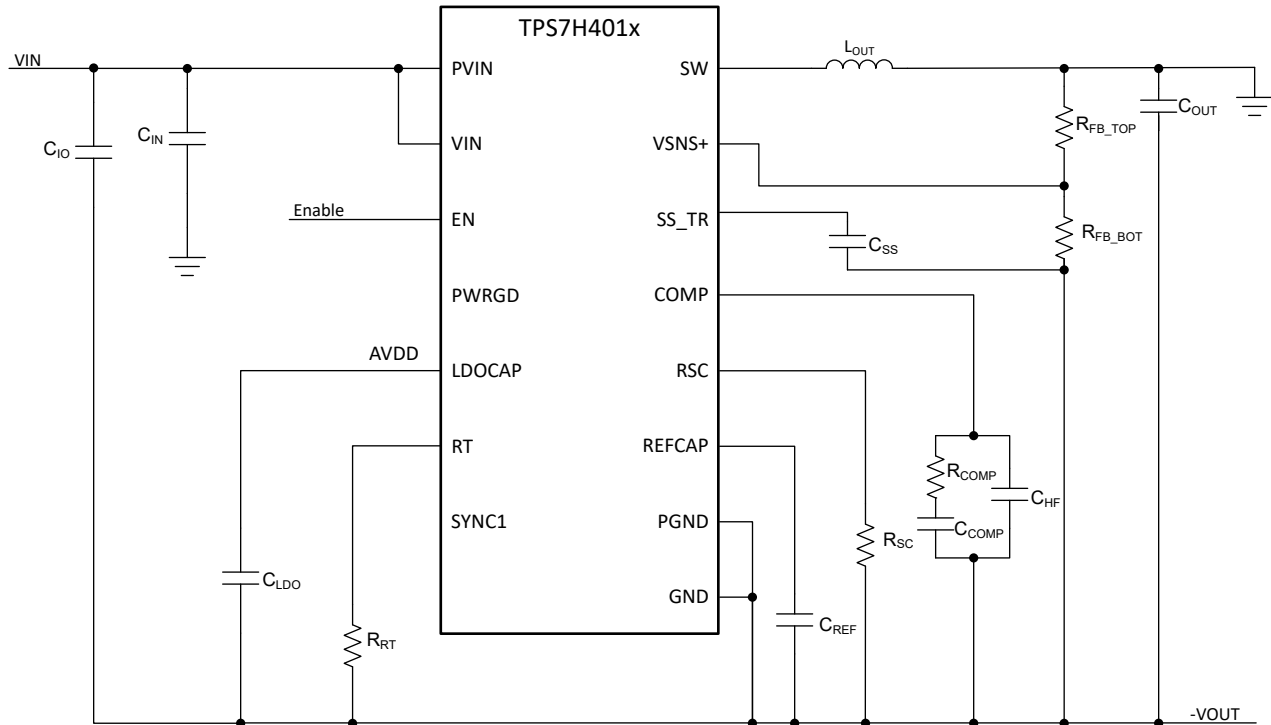 TPS7H401x
VIN
PVIN
SW
LOUT
COUT
RFB_TOP
CIN
CIO
VIN
VSNS+
Enable
EN
SS_TR
CSS
RFB_BOT
PWRGD
COMP
AVDD
LDOCAP
RSC
RT
REFCAP
RCOMP
CHF
SYNC1
PGND
CCOMP
RSC
CLDO
GND
CREF
RRT
-VOUT